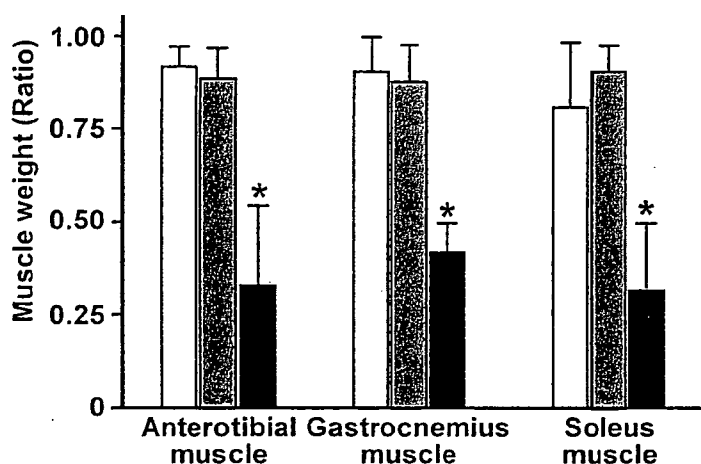 Muscle weight (Ratio)
1.00
0.75
0.50
0.25
0
*
*
*
Anterotibial muscle
Gastrocnemius muscle
Soleus muscle